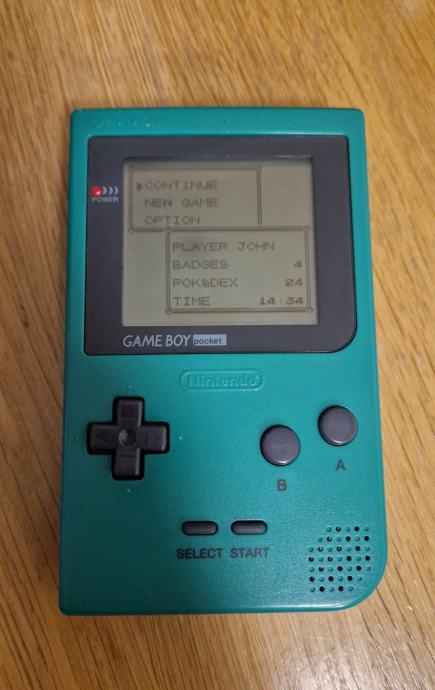 CONTINUE
NEW GAME
OPTION
PLAYER JOHN
BADGES 4
POKéDEX 24
TIME 14:34
POWER
GAME BOY pocket
Nintendo
B
A
SELECT START